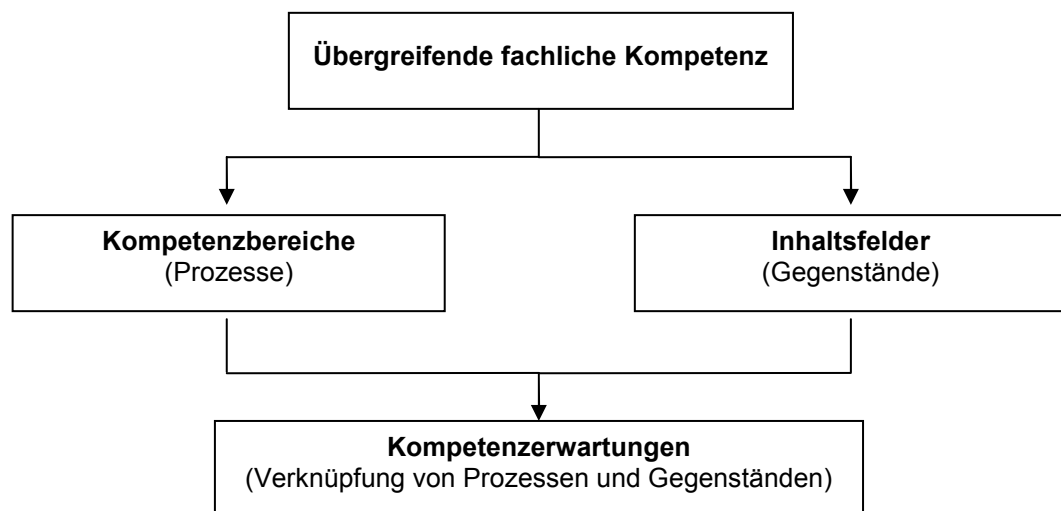 Übergreifende fachliche Kompetenz
Kompetenzbereiche
(Prozesse)
Inhaltsfelder
(Gegenstände)
Kompetenzerwartungen
(Verknüpfung von Prozessen und Gegenständen)